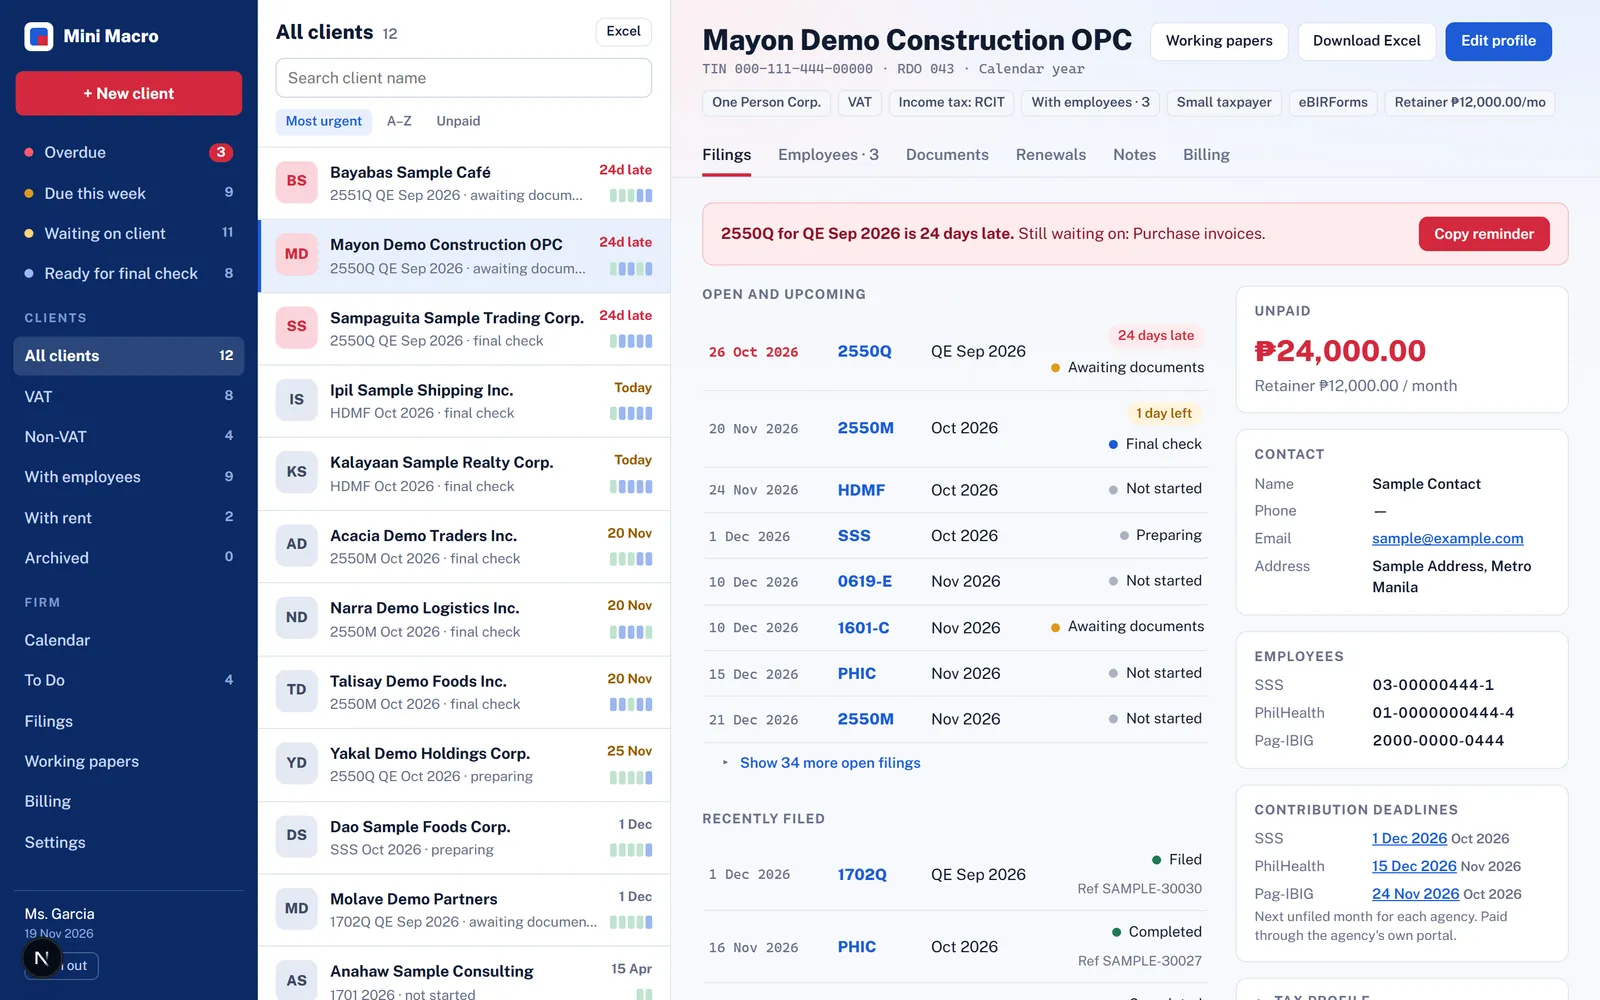 Mini Macro
+ New client
Overdue 3
Due this week 9
Waiting on client 11
Ready for final check 8
CLIENTS
All clients 12
VAT 8
Non-VAT 4
With employees 9
With rent 2
Archived 0
FIRM
Calendar
To Do 4
Filings
Working papers
Billing
Settings
Ms. Garcia
19 Nov 2026
N
out
All clients 12
Excel
Search client name
Most urgent A–Z Unpaid
BS Bayabas Sample Café 24d late
2551Q QE Sep 2026 · awaiting docum...
MD Mayon Demo Construction OPC 24d late
2550Q QE Sep 2026 · awaiting docum...
SS Sampaguita Sample Trading Corp. 24d late
2550Q QE Sep 2026 · final check
IS Ipil Sample Shipping Inc. Today
HDMF Oct 2026 · final check
KS Kalayaan Sample Realty Corp. Today
HDMF Oct 2026 · final check
AD Acacia Demo Traders Inc. 20 Nov
2550M Oct 2026 · final check
ND Narra Demo Logistics Inc. 20 Nov
2550M Oct 2026 · final check
TD Talisay Demo Foods Inc. 20 Nov
2550M Oct 2026 · final check
YD Yakal Demo Holdings Corp. 25 Nov
2550Q QE Oct 2026 · preparing
DS Dao Sample Foods Corp. 1 Dec
SSS Oct 2026 · preparing
MD Molave Demo Partners 1 Dec
1702Q QE Sep 2026 · awaiting documen...
AS Anahaw Sample Consulting 15 Apr
1701 2026 · not started
Mayon Demo Construction OPC
Working papers Download Excel Edit profile
TIN 000-111-444-00000 · RDO 043 · Calendar year
One Person Corp. VAT Income tax: RCIT With employees · 3 Small taxpayer eBIRForms Retainer ₱12,000.00/mo
Filings Employees · 3 Documents Renewals Notes Billing
2550Q for QE Sep 2026 is 24 days late. Still waiting on: Purchase invoices.
Copy reminder
OPEN AND UPCOMING
26 Oct 2026 2550Q QE Sep 2026 24 days late
Awaiting documents
20 Nov 2026 2550M Oct 2026 1 day left
Final check
24 Nov 2026 HDMF Oct 2026 Not started
1 Dec 2026 SSS Oct 2026 Preparing
10 Dec 2026 0619-E Nov 2026 Not started
10 Dec 2026 1601-C Nov 2026 Awaiting documents
15 Dec 2026 PHIC Nov 2026 Not started
21 Dec 2026 2550M Nov 2026 Not started
Show 34 more open filings
RECENTLY FILED
1 Dec 2026 1702Q QE Sep 2026 Filed
Ref SAMPLE-30030
16 Nov 2026 PHIC Oct 2026 Completed
Ref SAMPLE-30027
UNPAID
₱24,000.00
Retainer ₱12,000.00 / month
CONTACT
Name Sample Contact
Phone —
Email sample@example.com
Address Sample Address, Metro
Manila
EMPLOYEES
SSS 03-00000444-1
PhilHealth 01-0000000444-4
Pag-IBIG 2000-0000-0444
CONTRIBUTION DEADLINES
SSS 1 Dec 2026 Oct 2026
PhilHealth 15 Dec 2026 Nov 2026
Pag-IBIG 24 Nov 2026 Oct 2026
Next unfiled month for each agency. Paid
through the agency's own portal.
TAX PROFILE